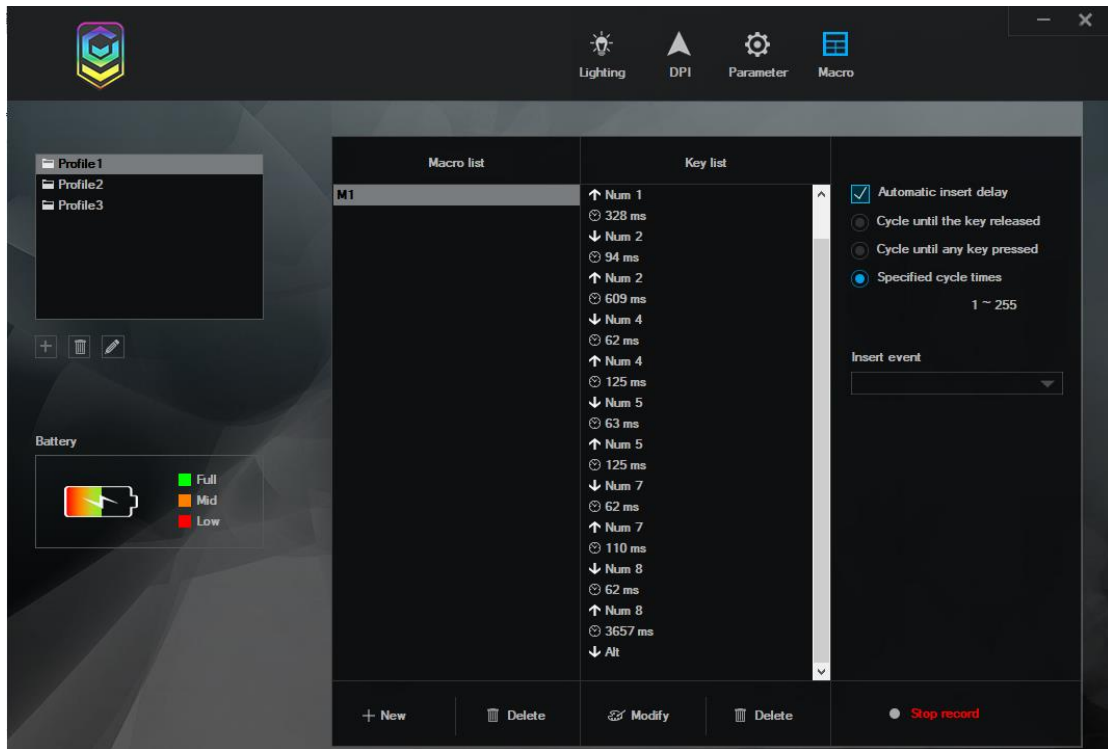 Lighting
DPI
Parameter
Macro
Profile1
Profile2
Profile3
Battery
Full
Mid
Low
Macro list
M1
Key list
Num 1
328 ms
Num 2
94 ms
Num 2
609 ms
Num 4
62 ms
Num 4
125 ms
Num 5
63 ms
Num 5
125 ms
Num 7
62 ms
Num 7
110 ms
Num 8
62 ms
Num 8
3657 ms
Alt
Automatic insert delay
Cycle until the key released
Cycle until any key pressed
Specified cycle times
1 ~ 255
Insert event
New
Delete
Modify
Delete
Stop record